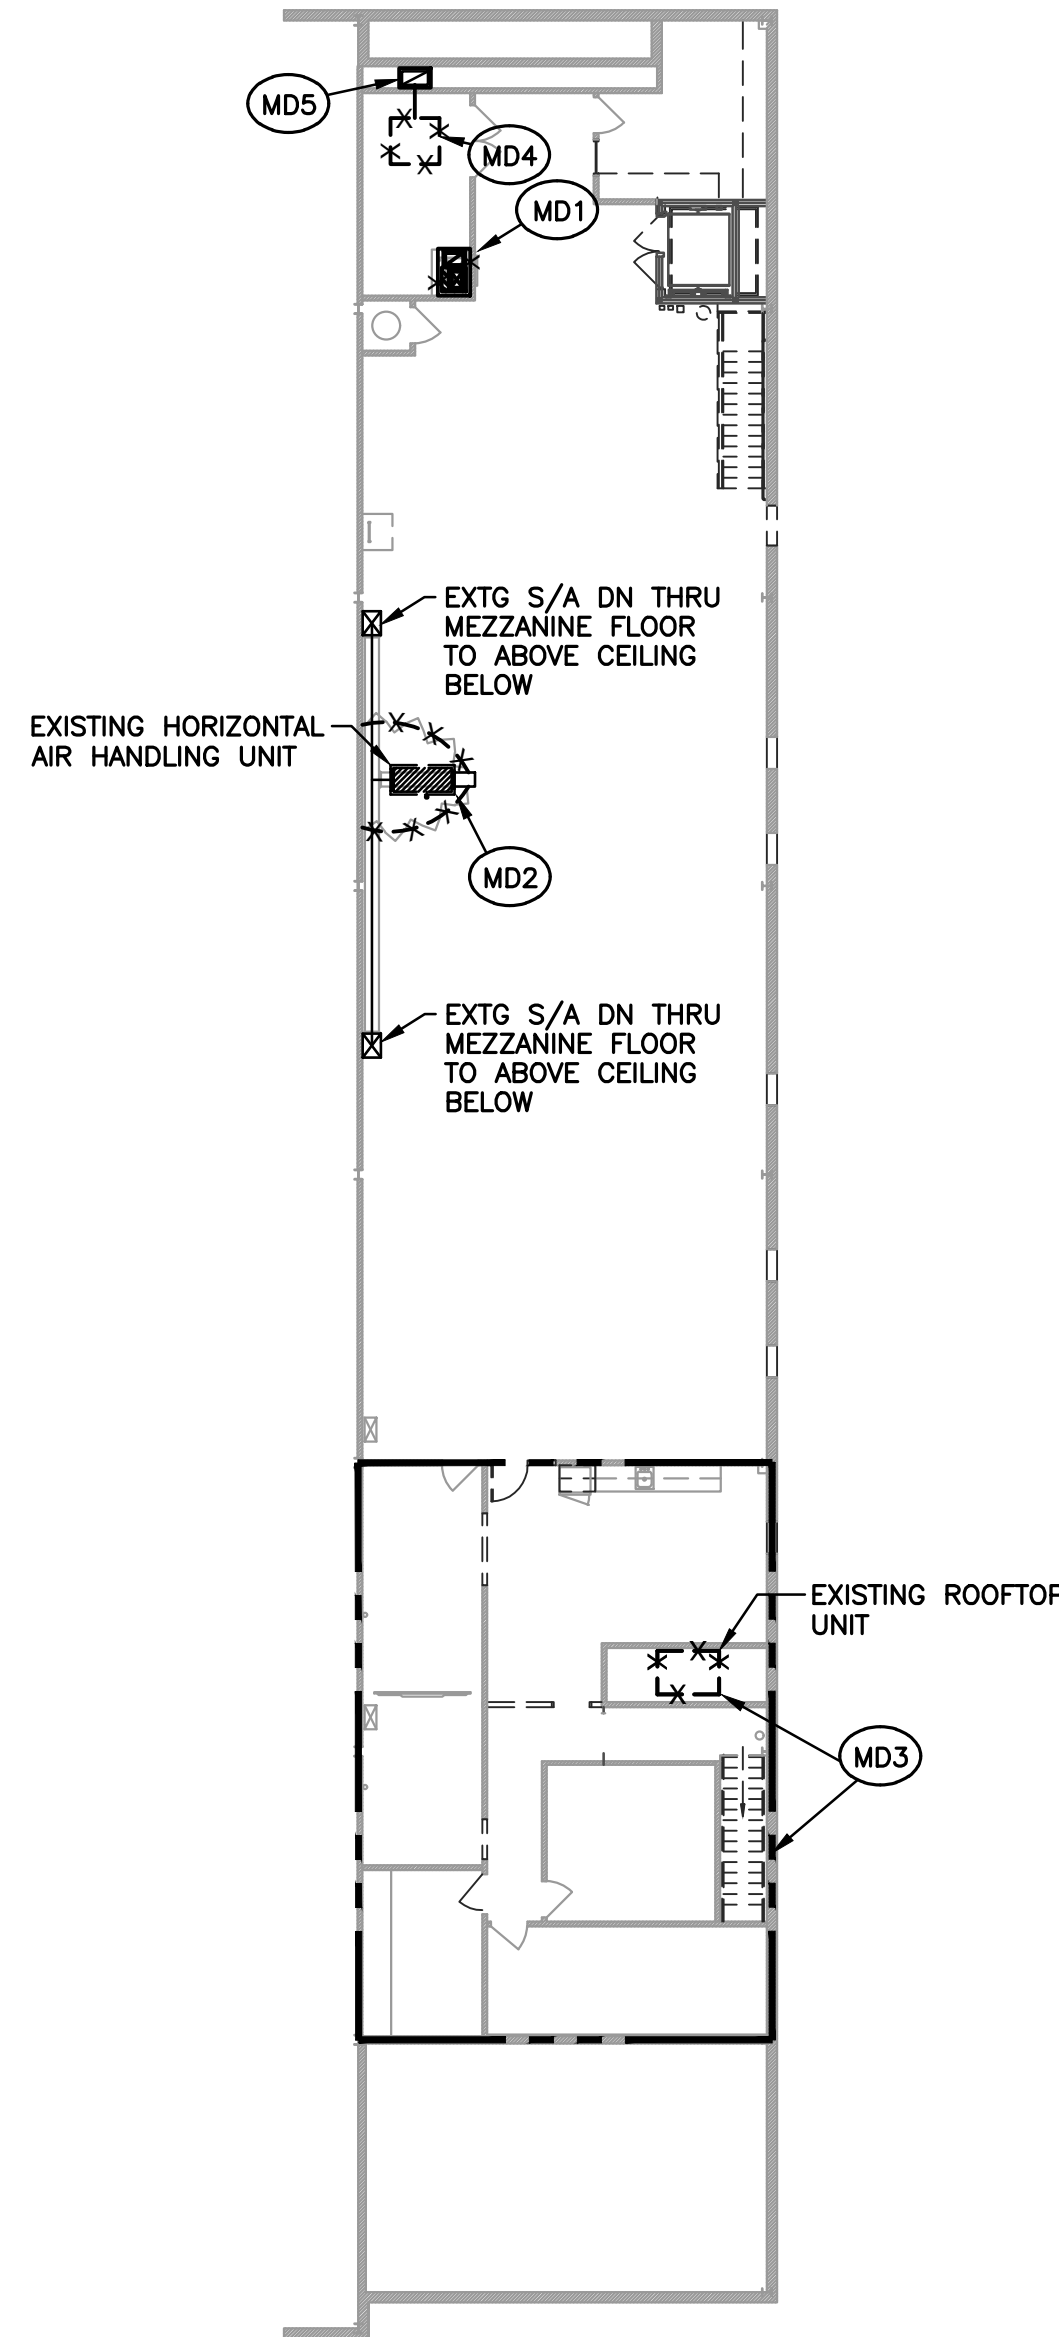 MD5
MD4
MD1
EXTG S/A DN THRU
MEZZANINE FLOOR
TO ABOVE CEILING
BELOW
EXISTING HORIZONTAL
AIR HANDLING UNIT
MD2
EXTG S/A DN THRU
MEZZANINE FLOOR
TO ABOVE CEILING
BELOW
EXISTING ROOFTOP
UNIT
MD3